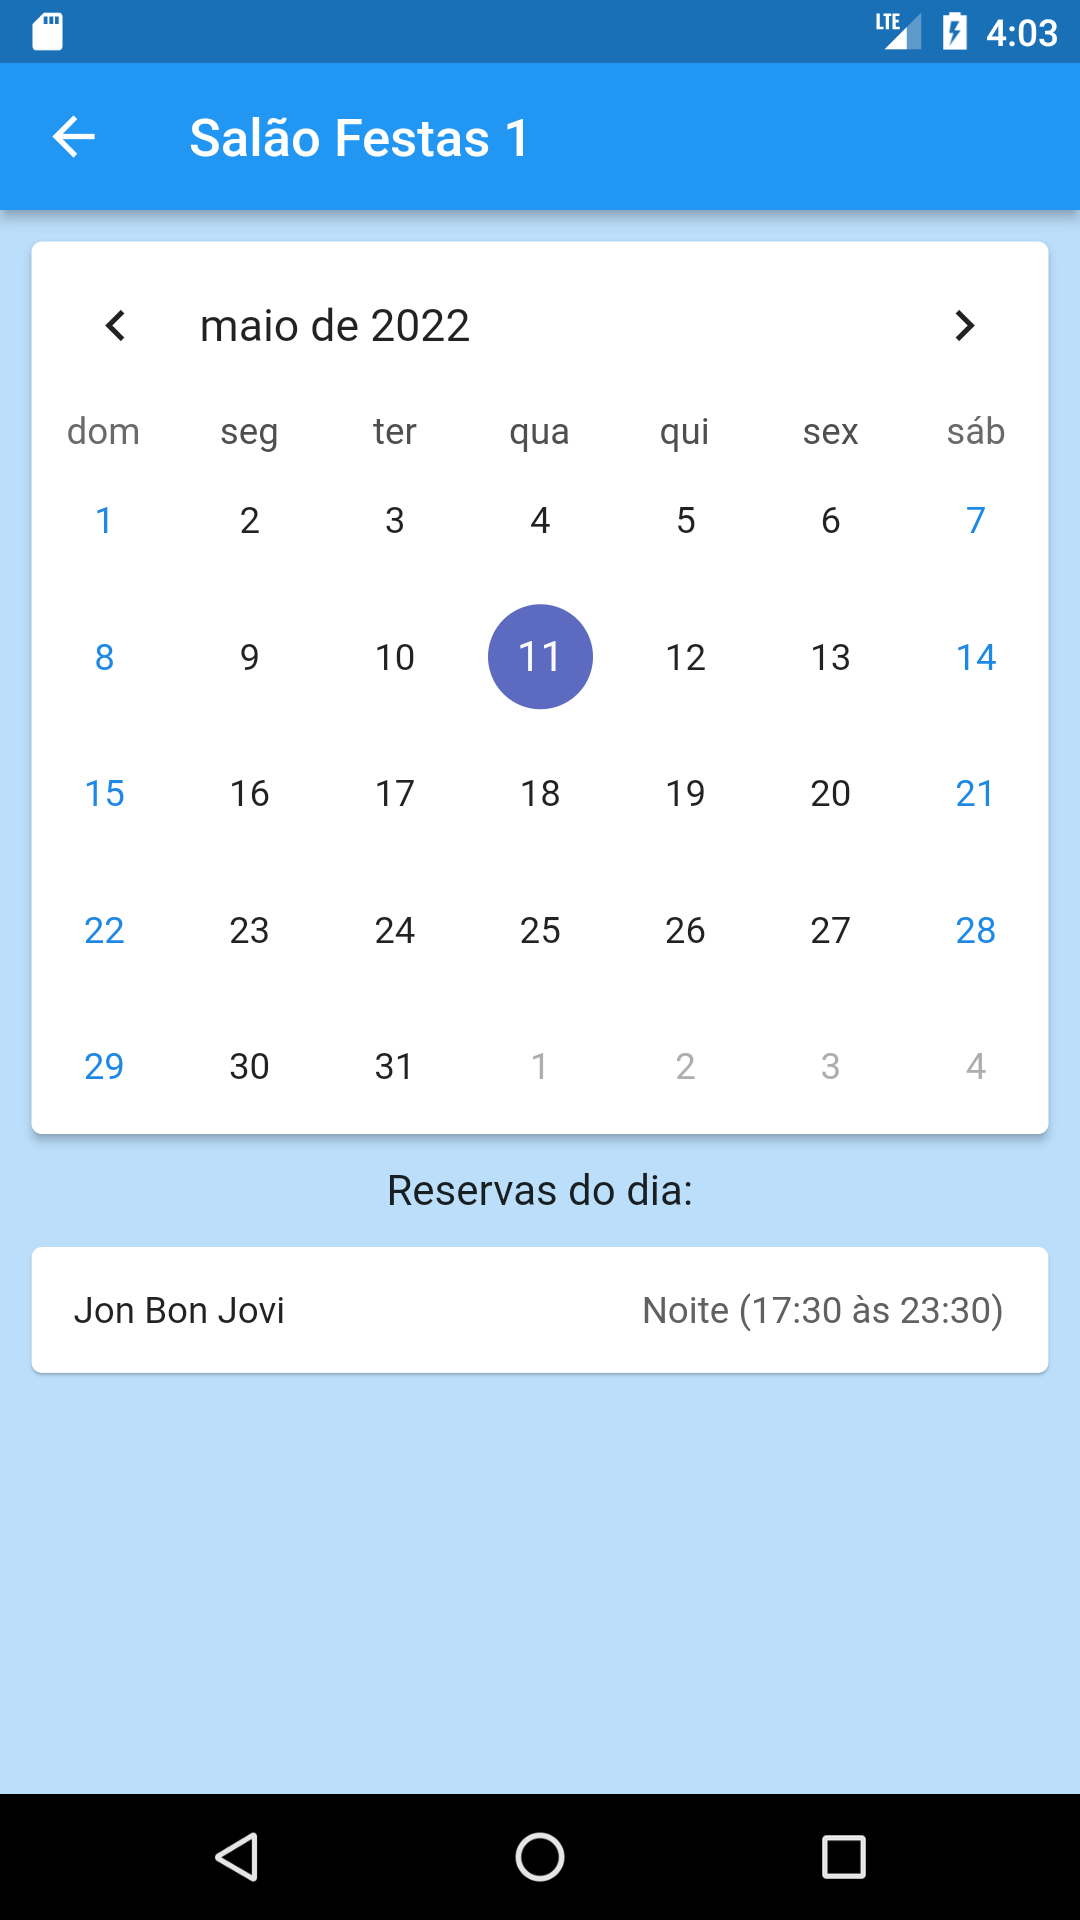 LTE 4:03
Salão Festas 1
maio de 2022
dom seg ter qua qui sex sáb
1 2 3 4 5 6 7
8 9 10 11 12 13 14
15 16 17 18 19 20 21
22 23 24 25 26 27 28
29 30 31 1 2 3 4
Reservas do dia:
Jon Bon Jovi Noite (17:30 às 23:30)